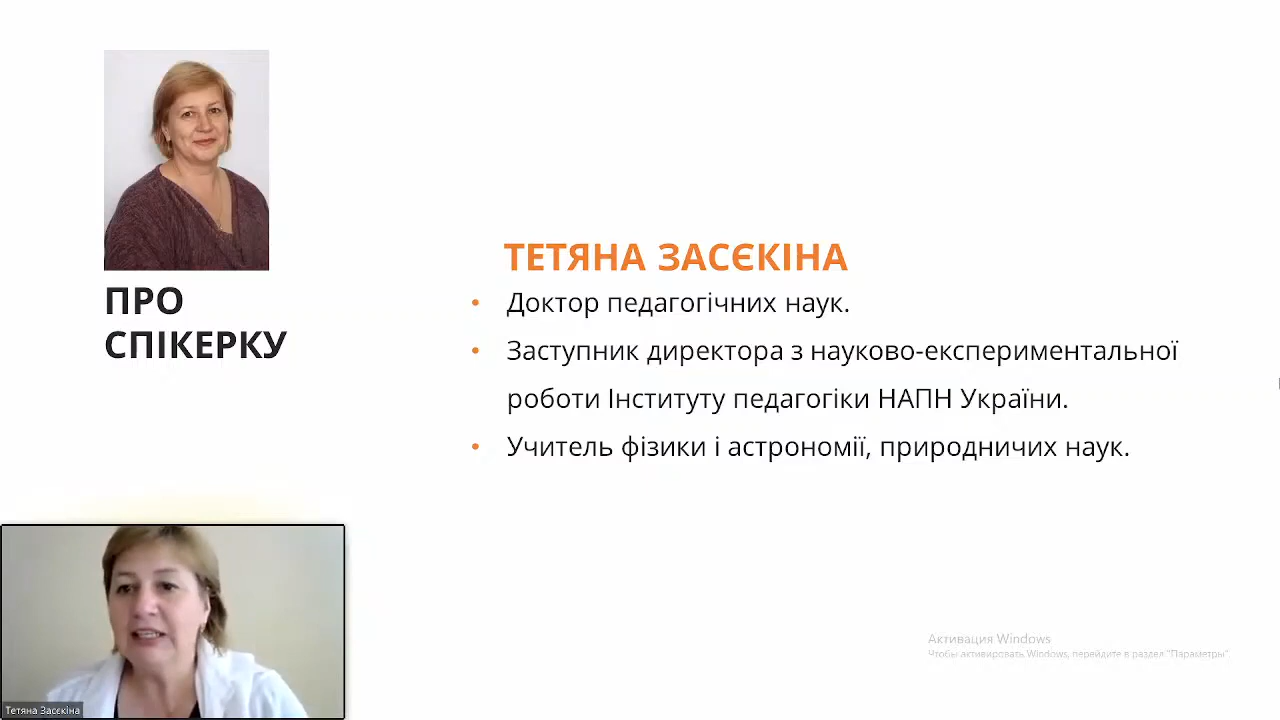 ПРО
СПІКЕРКУ
ТЕТЯНА ЗАСЄКІНА
• Доктор педагогічних наук.
• Заступник директора з науково-експериментальної
роботи Інституту педагогіки НАПН України.
• Учитель фізики і астрономії, природничих наук.
Активация Windows
Чтобы активировать Windows, перейдите в раздел "Параметры".
Тетяна Засєкіна